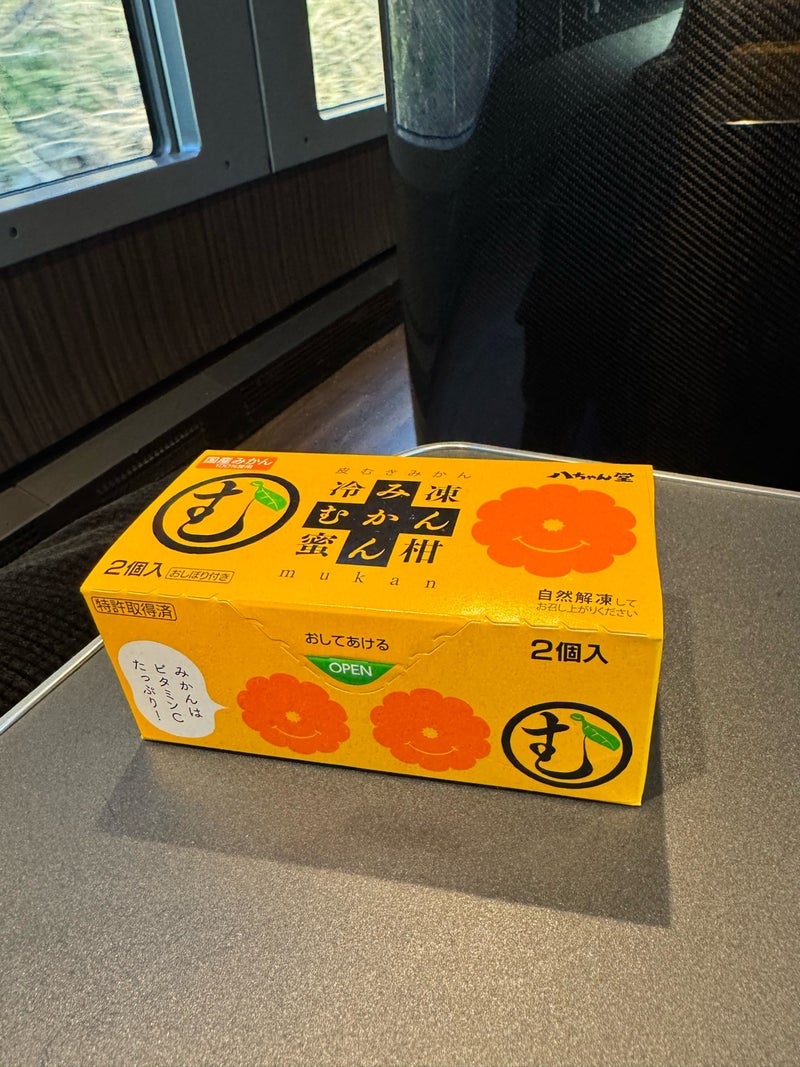 国産みかん
100%使用
む
2個入
おしぼり付き
皮むきみかん
冷み凍
むかん
蜜ん柑
mukan
八ちゃん堂
自然解凍して
お召し上がりください
特許取得済
みかんは
ビタミンC
たっぷり!
おしてあける
OPEN
2個入
む